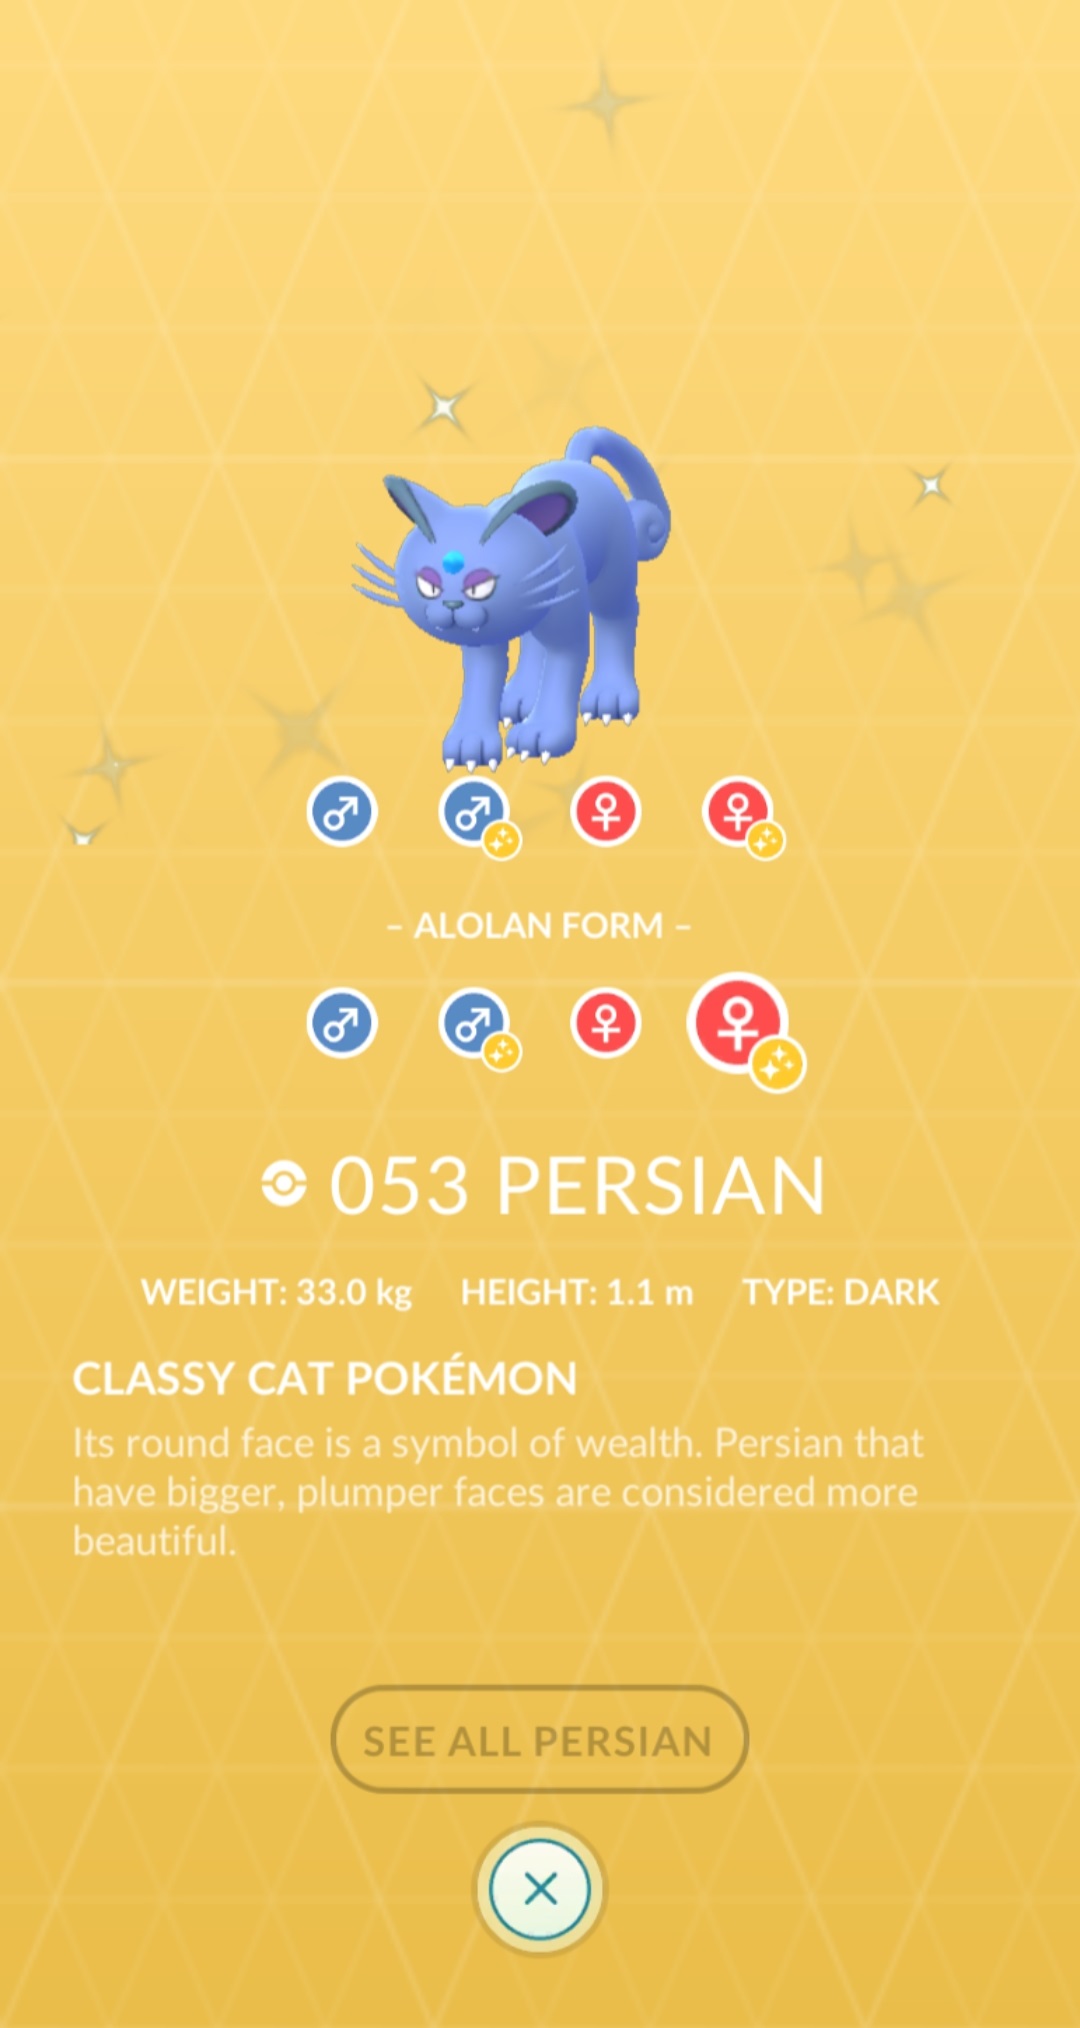 – ALOLAN FORM –
053 PERSIAN
WEIGHT: 33.0 kg HEIGHT: 1.1 m TYPE: DARK
CLASSY CAT POKÉMON
Its round face is a symbol of wealth. Persian that
have bigger, plumper faces are considered more
beautiful.
SEE ALL PERSIAN